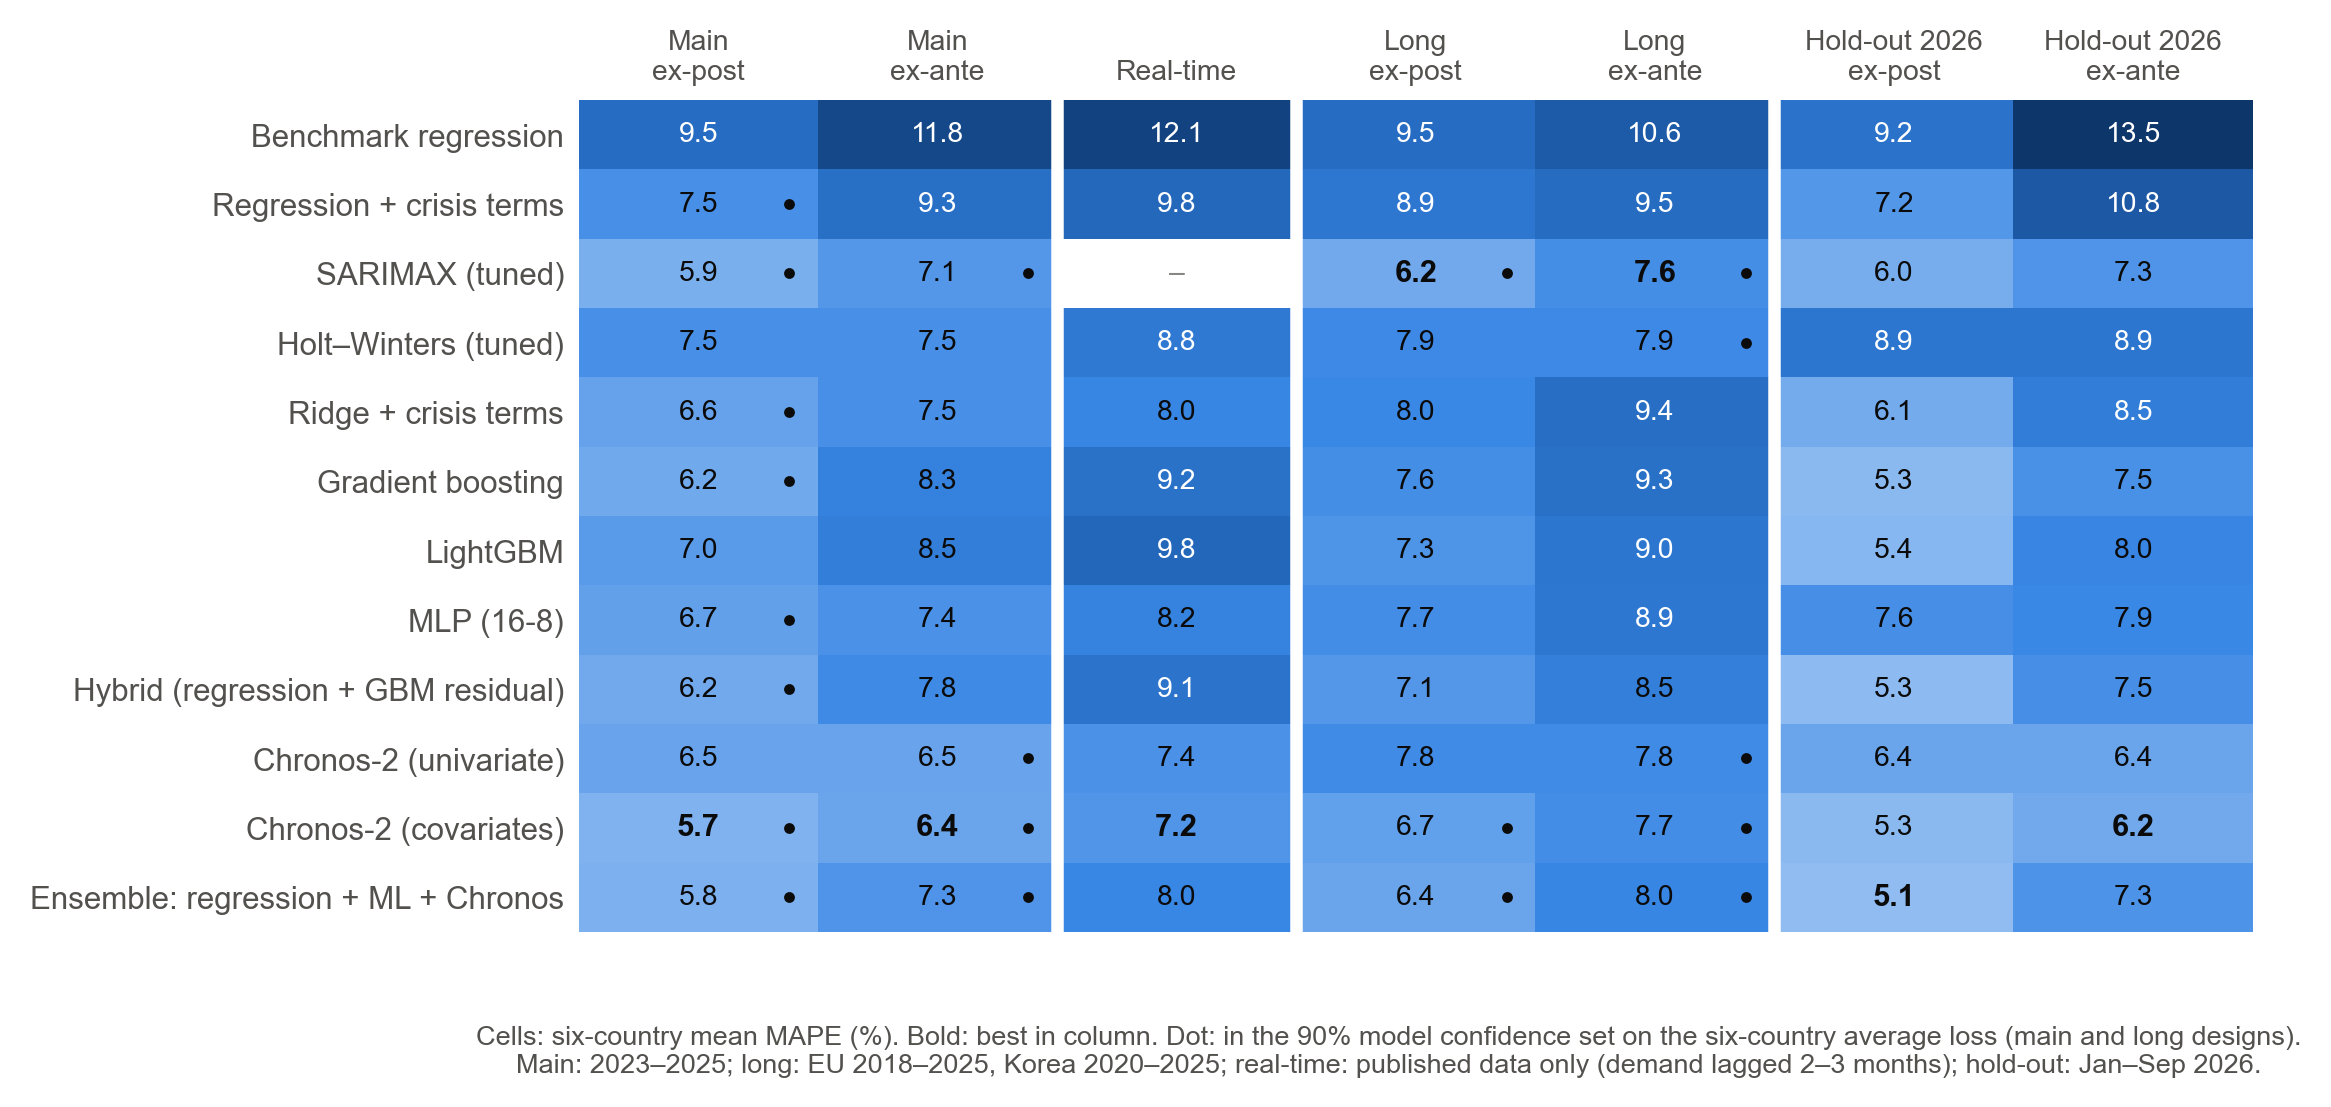 Main
ex-post
Main
ex-ante
Real-time
Long
ex-post
Long
ex-ante
Hold-out 2026
ex-post
Hold-out 2026
ex-ante
Benchmark regression 9.5 11.8 12.1 9.5 10.6 9.2 13.5
Regression + crisis terms 7.5 • 9.3 9.8 8.9 9.5 7.2 10.8
SARIMAX (tuned) 5.9 • 7.1 • – 6.2 • 7.6 • 6.0 7.3
Holt–Winters (tuned) 7.5 7.5 8.8 7.9 7.9 • 8.9 8.9
Ridge + crisis terms 6.6 • 7.5 8.0 8.0 9.4 6.1 8.5
Gradient boosting 6.2 • 8.3 9.2 7.6 9.3 5.3 7.5
LightGBM 7.0 8.5 9.8 7.3 9.0 5.4 8.0
MLP (16-8) 6.7 • 7.4 8.2 7.7 8.9 7.6 7.9
Hybrid (regression + GBM residual) 6.2 • 7.8 9.1 7.1 8.5 5.3 7.5
Chronos-2 (univariate) 6.5 6.5 • 7.4 7.8 7.8 • 6.4 6.4
Chronos-2 (covariates) 5.7 • 6.4 • 7.2 6.7 • 7.7 • 5.3 6.2
Ensemble: regression + ML + Chronos 5.8 • 7.3 • 8.0 6.4 • 8.0 • 5.1 7.3
Cells: six-country mean MAPE (%). Bold: best in column. Dot: in the 90% model confidence set on the six-country average loss (main and long designs).
Main: 2023–2025; long: EU 2018–2025, Korea 2020–2025; real-time: published data only (demand lagged 2–3 months); hold-out: Jan–Sep 2026.